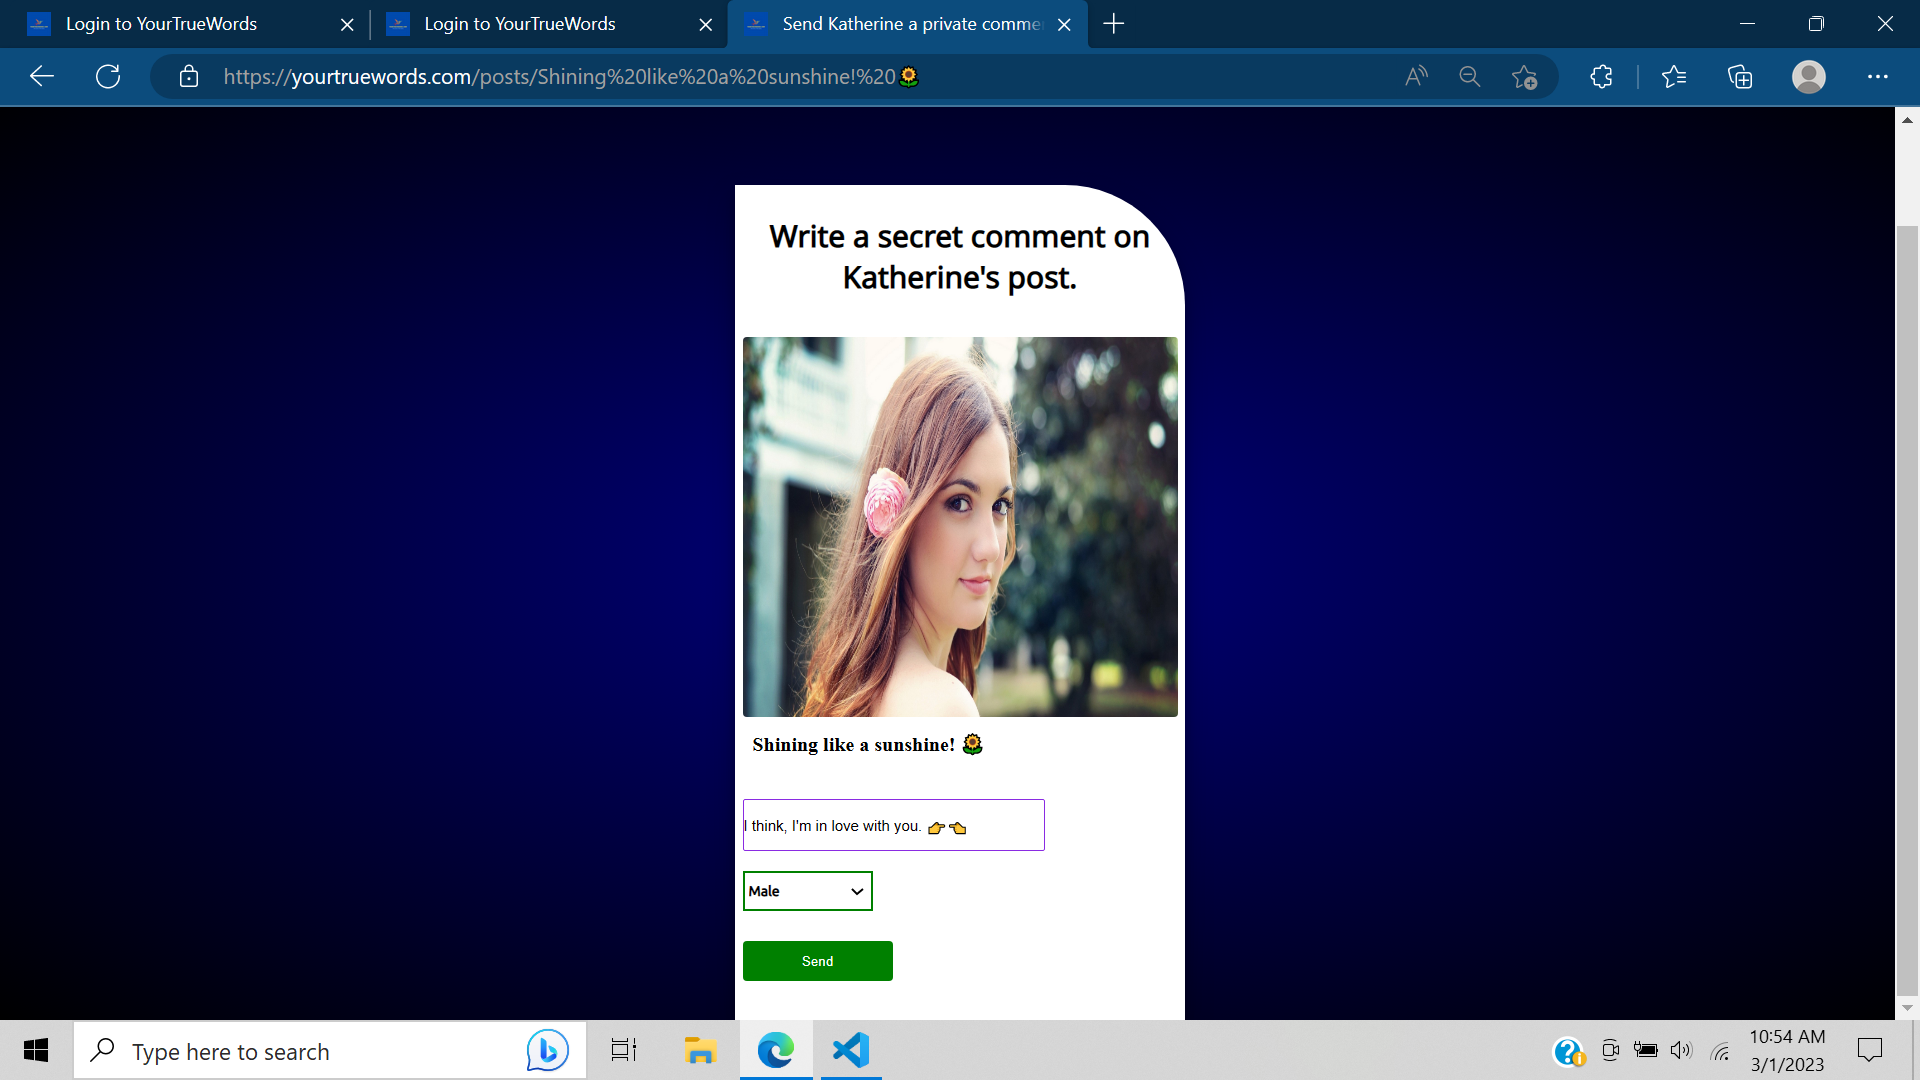 Login to YourTrueWords
Login to YourTrueWords
Send Katherine a private comme
https://yourtruewords.com/posts/Shining%20like%20a%20sunshine!%20🌻
Write a secret comment on
Katherine's post.
Shining like a sunshine! 🌻
I think, I'm in love with you. 👉👈
Male
Send
Type here to search
10:54 AM
3/1/2023